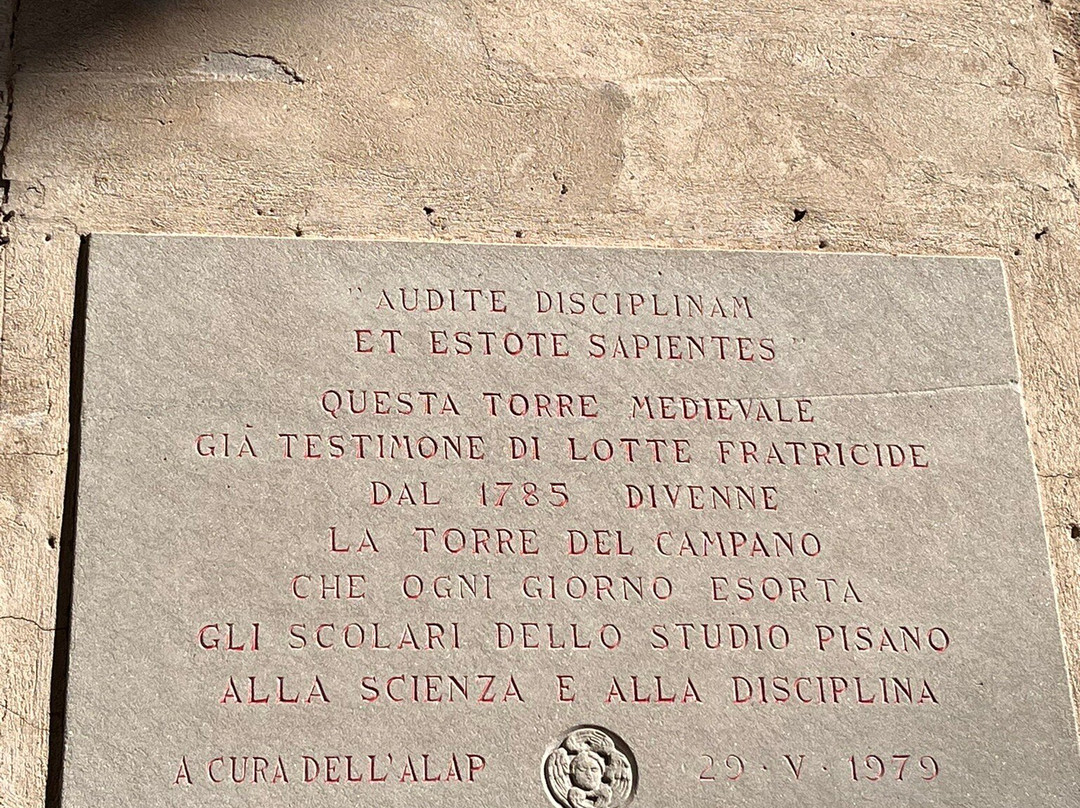 "AUDITE DISCIPLINAM
ET ESTOTE SAPIENTES"
QUESTA TORRE MEDIEVALE
GIÀ TESTIMONE DI LOTTE FRATRICIDE
DAL 1785 DIVENNE
LA TORRE DEL CAMPANO
CHE OGNI GIORNO ESORTA
GLI SCOLARI DELLO STUDIO PISANO
ALLA SCIENZA E ALLA DISCIPLINA
A CURA DELL'ALAP 29·V·1979